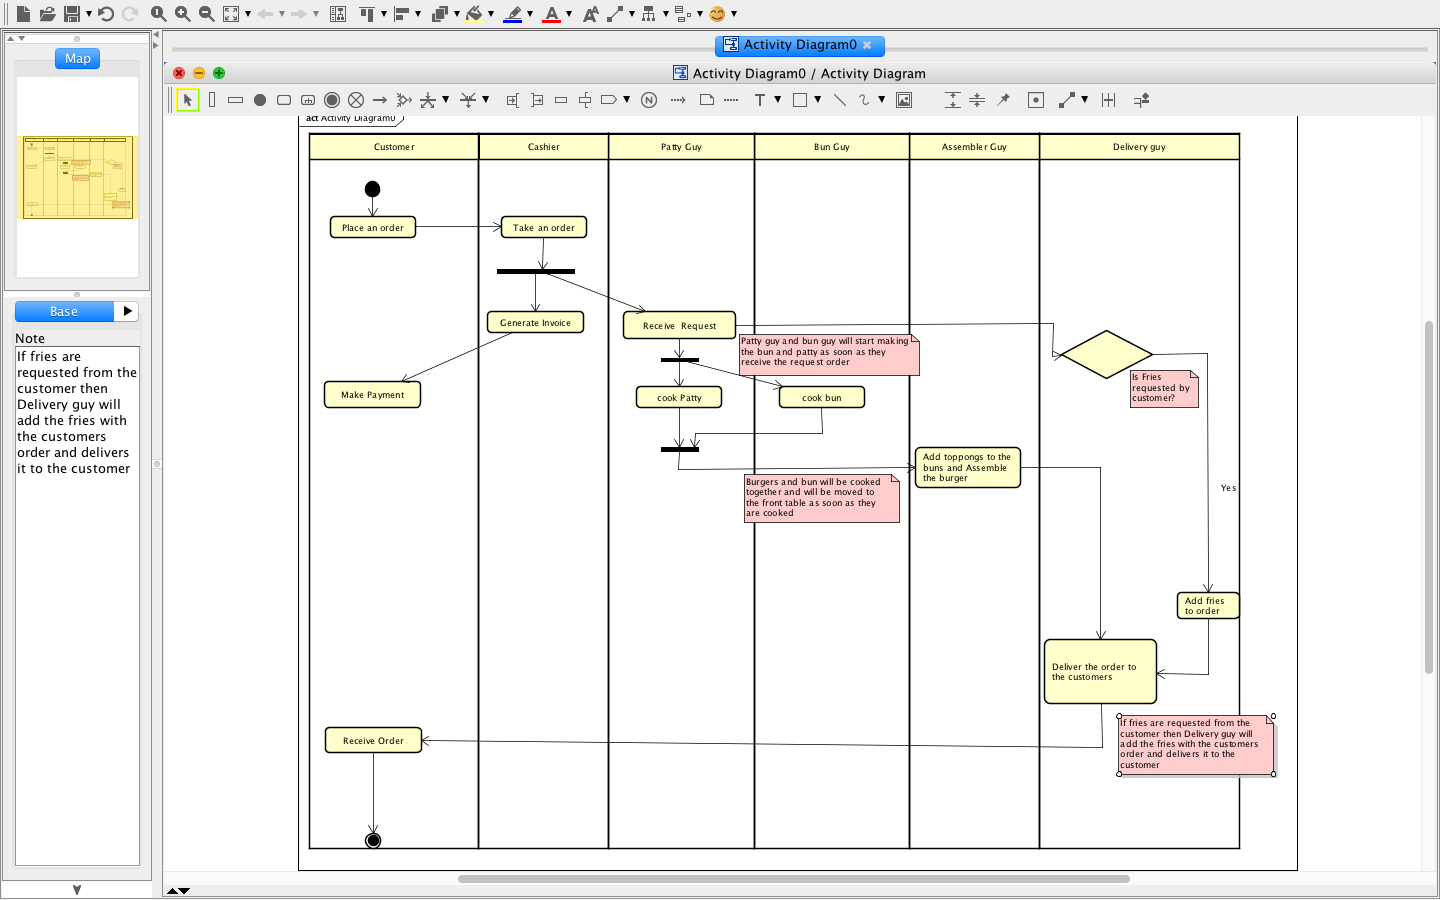 Activity Diagram0
Map
Activity Diagram0 / Activity Diagram
act Activity Diagram0
Customer
Cashier
Patty Guy
Bun Guy
Assembler Guy
Delivery guy
Place an order
Take an order
Base
Note
If fries are
requested from the
customer then
Delivery guy will
add the fries with
the customers
order and delivers
it to the customer
Generate Invoice
Receive Request
Patty guy and bun guy will start making
the bun and patty as soon as they
receive the request order
Is Fries
requested by
customer?
Make Payment
cook Patty
cook bun
Add toppongs to the
buns and Assemble
the burger
Yes
Burgers and bun will be cooked
together and will be moved to
the front table as soon as they
are cooked
Add fries
to order
Deliver the order to
the customers
If fries are requested from the
customer then Delivery guy will
add the fries with the customers
order and delivers it to the
customer
Receive Order